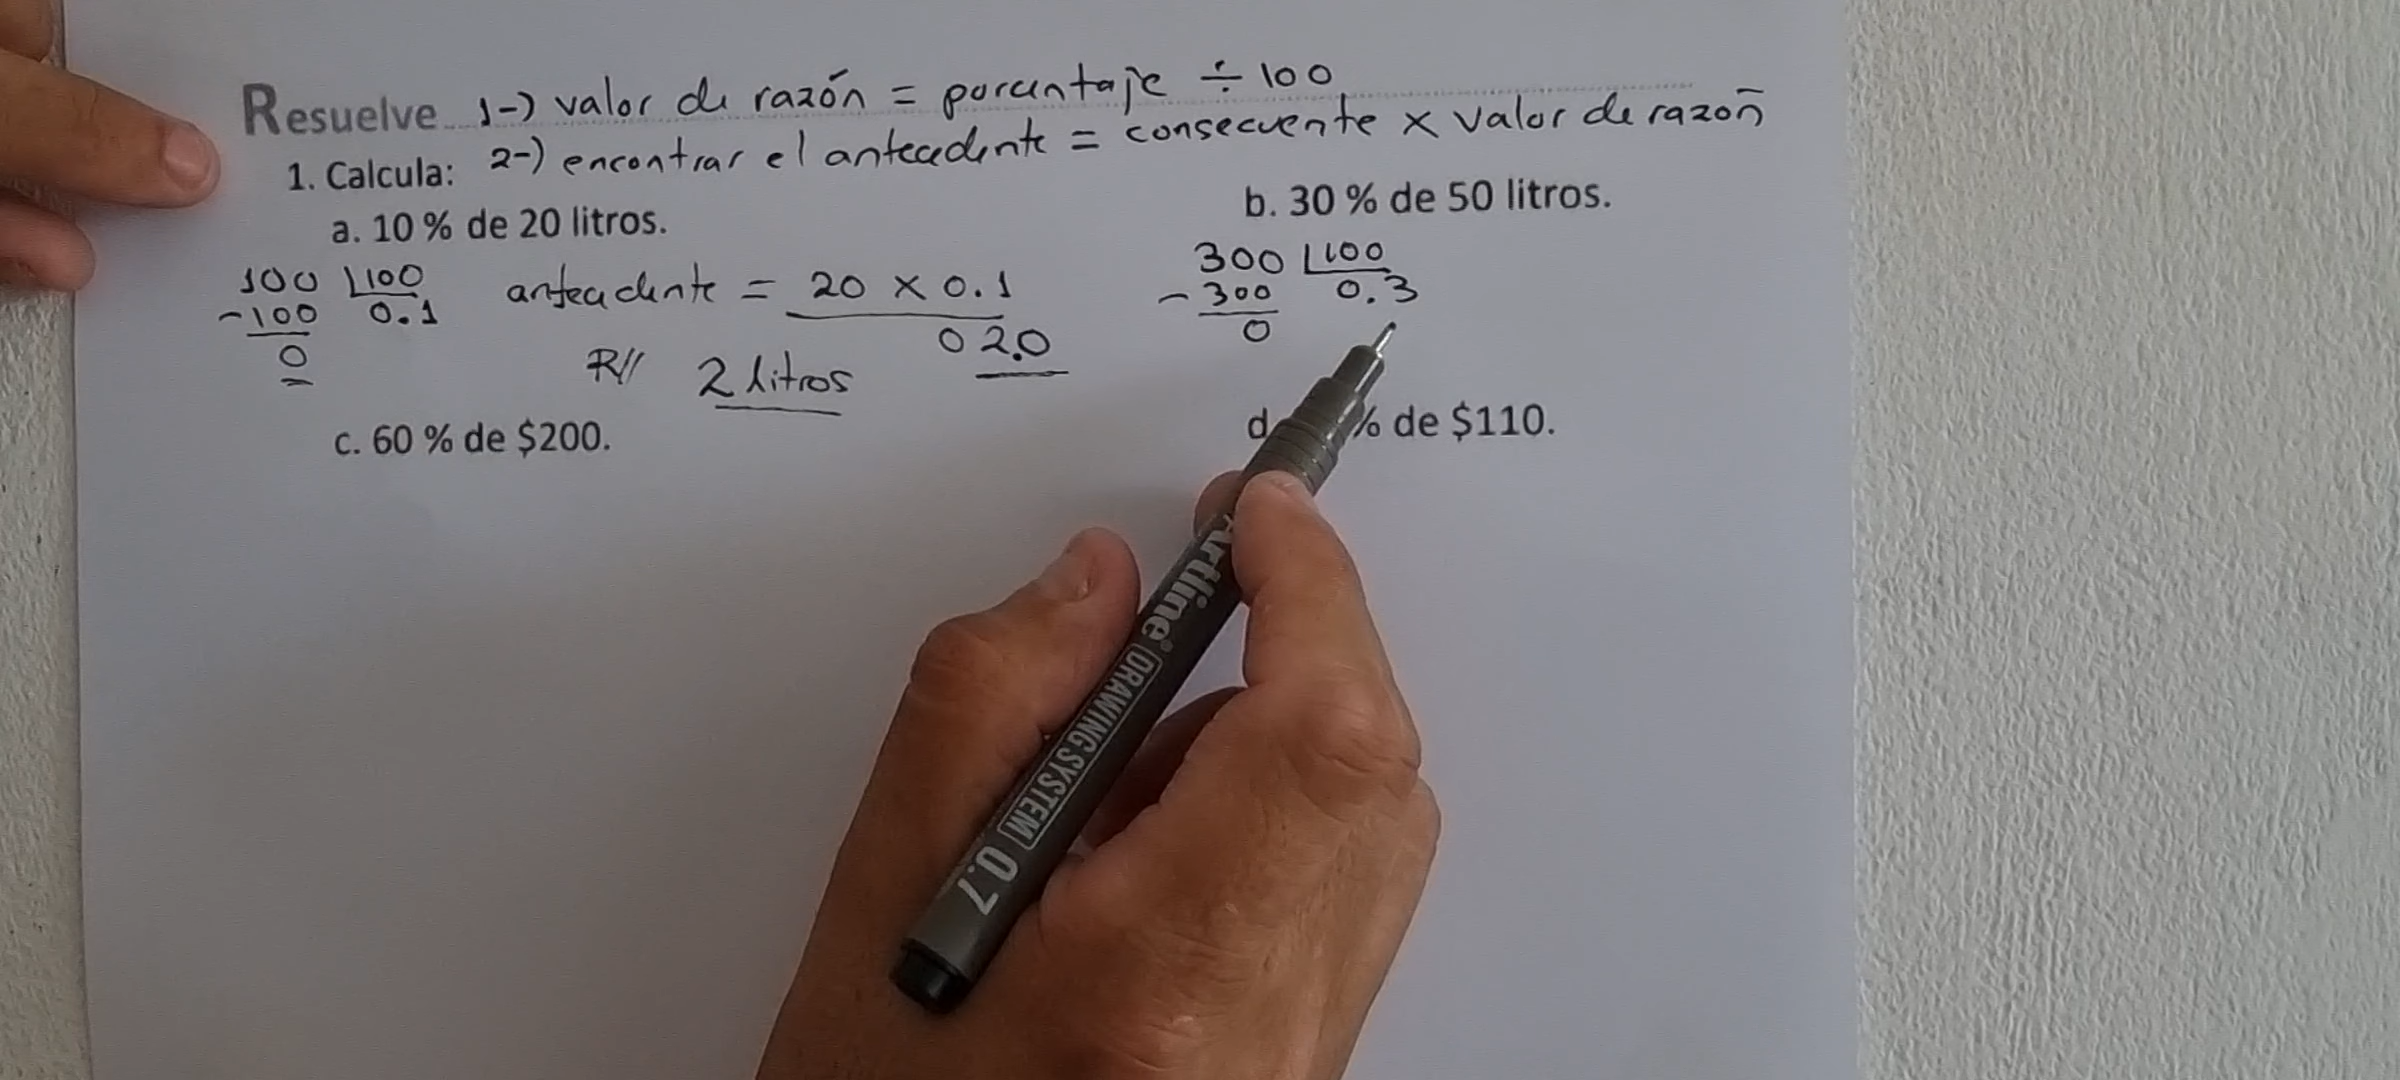 Resuelve 1-) valor de razón = porcentaje ÷ 100
1. Calcula: 2-) encontrar el antecedente = consecuente x valor de razón
a. 10 % de 20 litros.
b. 30 % de 50 litros.
100 100
-100 0.1
0
antecedente = 20 x 0.1
0 2.0
R// 2 litros
300 100
-300 0.3
0
c. 60 % de $200.
d % de $110.
Artline DRAWING SYSTEM 0.7